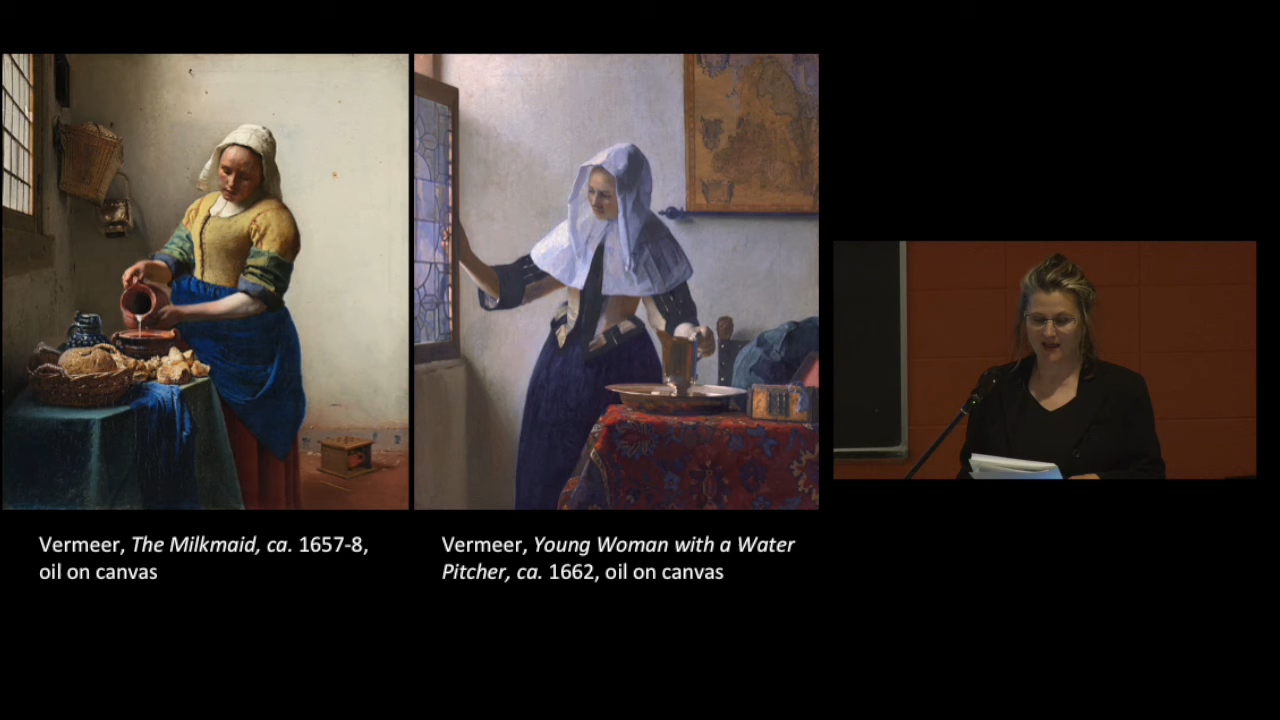 Vermeer, The Milkmaid, ca. 1657-8,
oil on canvas
Vermeer, Young Woman with a Water
Pitcher, ca. 1662, oil on canvas